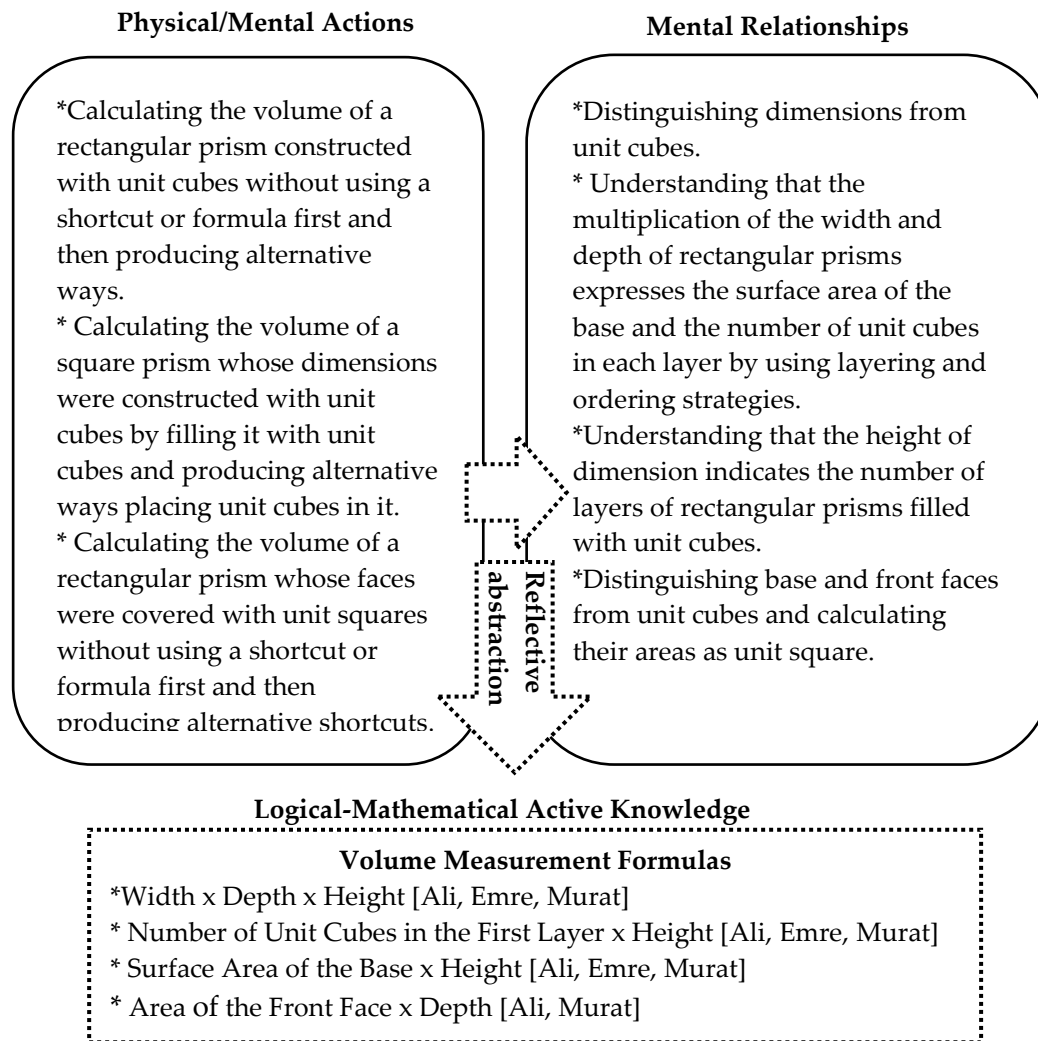 Physical/Mental Actions
*Calculating the volume of a
rectangular prism constructed
with unit cubes without using a
shortcut or formula first and
then producing alternative
ways.
* Calculating the volume of a
square prism whose dimensions
were constructed with unit
cubes by filling it with unit
cubes and producing alternative
ways placing unit cubes in it.
* Calculating the volume of a
rectangular prism whose faces
were covered with unit squares
without using a shortcut or
formula first and then
producing alternative shortcuts.
Mental Relationships
*Distinguishing dimensions from
unit cubes.
* Understanding that the
multiplication of the width and
depth of rectangular prisms
expresses the surface area of the
base and the number of unit cubes
in each layer by using layering and
ordering strategies.
*Understanding that the height of
dimension indicates the number of
layers of rectangular prisms filled
with unit cubes.
*Distinguishing base and front faces
from unit cubes and calculating
their areas as unit square.
Reflective
abstraction
Logical-Mathematical Active Knowledge
Volume Measurement Formulas
*Width x Depth x Height [Ali, Emre, Murat]
* Number of Unit Cubes in the First Layer x Height [Ali, Emre, Murat]
* Surface Area of the Base x Height [Ali, Emre, Murat]
* Area of the Front Face x Depth [Ali, Murat]